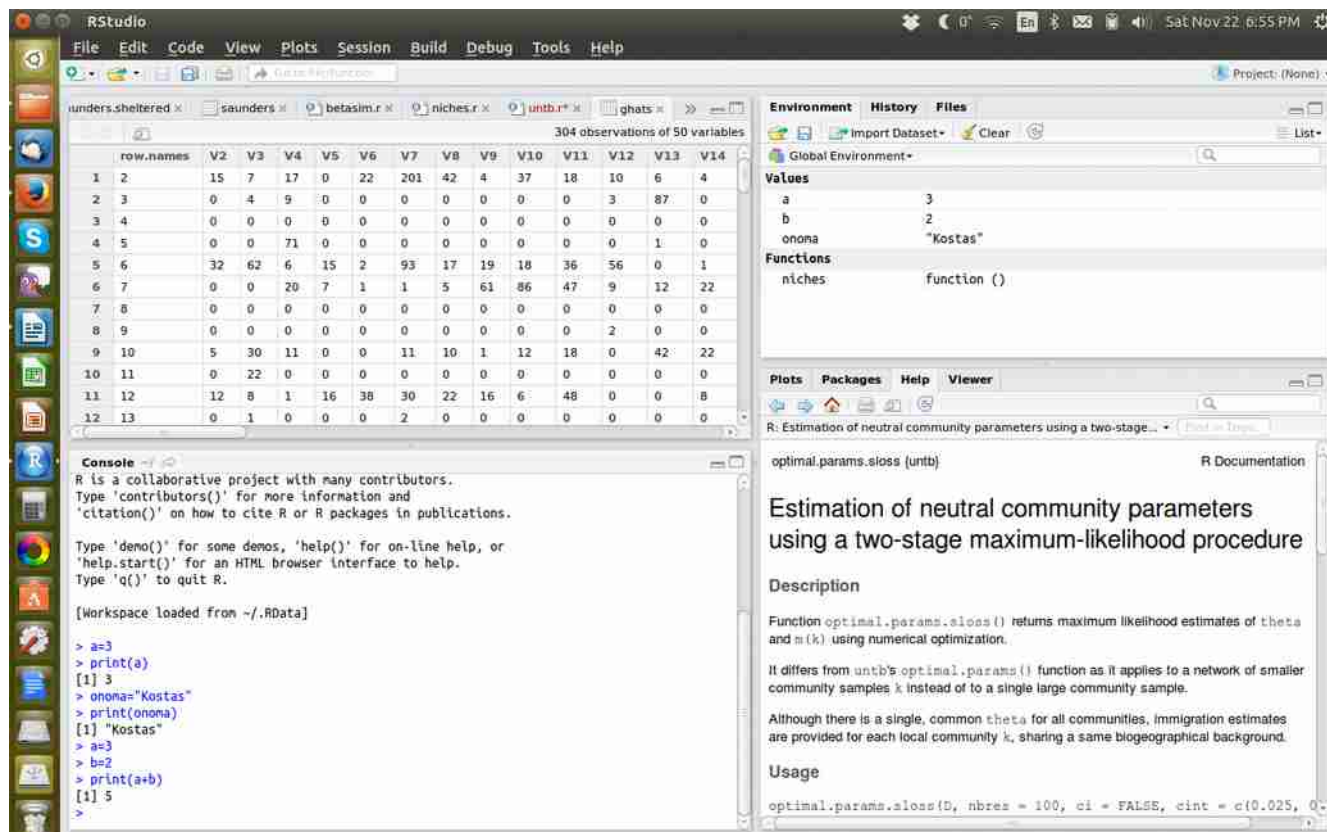 RStudio
En
Sat Nov 22 6:55 PM
File Edit Code View Plots Session Build Debug Tools Help
Go to file/function
Project: (None)
unders.sheltered
saunders
betasim.r
niches.r
untb.r*
ghats
304 observations of 50 variables
row.names V2 V3 V4 V5 V6 V7 V8 V9 V10 V11 V12 V13 V14
1 2 15 7 17 0 22 201 42 4 37 18 10 6 4
2 3 0 4 9 0 0 0 0 0 0 0 3 87 0
3 4 0 0 0 0 0 0 0 0 0 0 0 0 0
4 5 0 0 71 0 0 0 0 0 0 0 0 1 0
5 6 32 62 6 15 2 93 17 19 18 36 56 0 1
6 7 0 0 20 7 1 1 5 61 86 47 9 12 22
7 8 0 0 0 0 0 0 0 0 0 0 0 0 0
8 9 0 0 0 0 0 0 0 0 0 0 2 0 0
9 10 5 30 11 0 0 11 10 1 12 18 0 42 22
10 11 0 22 0 0 0 0 0 0 0 0 0 0 0
11 12 12 8 1 16 38 30 22 16 6 48 0 0 8
12 13 0 1 0 0 0 2 0 0 0 0 0 0 0
Console ~/
R is a collaborative project with many contributors.
Type 'contributors()' for more information and
'citation()' on how to cite R or R packages in publications.
Type 'demo()' for some demos, 'help()' for on-line help, or
'help.start()' for an HTML browser interface to help.
Type 'q()' to quit R.
[Workspace loaded from ~/.RData]
> a=3
> print(a)
[1] 3
> onoma="Kostas"
> print(onoma)
[1] "Kostas"
> a=3
> b=2
> print(a+b)
[1] 5
>
Environment History Files
Import Dataset Clear List
Global Environment
Values
a 3
b 2
onoma "Kostas"
Functions
niches function ()
Plots Packages Help Viewer
R: Estimation of neutral community parameters using a two-stage... Find in Topic
optimal.params.sloss {untb} R Documentation
Estimation of neutral community parameters
using a two-stage maximum-likelihood procedure
Description
Function optimal.params.sloss() returns maximum likelihood estimates of theta
and m(k) using numerical optimization.
It differs from untb's optimal.params() function as it applies to a network of smaller
community samples k instead of to a single large community sample.
Although there is a single, common theta for all communities, immigration estimates
are provided for each local community k, sharing a same biogeographical background.
Usage
optimal.params.sloss(D, nbres = 100, ci = FALSE, cint = c(0.025, 0